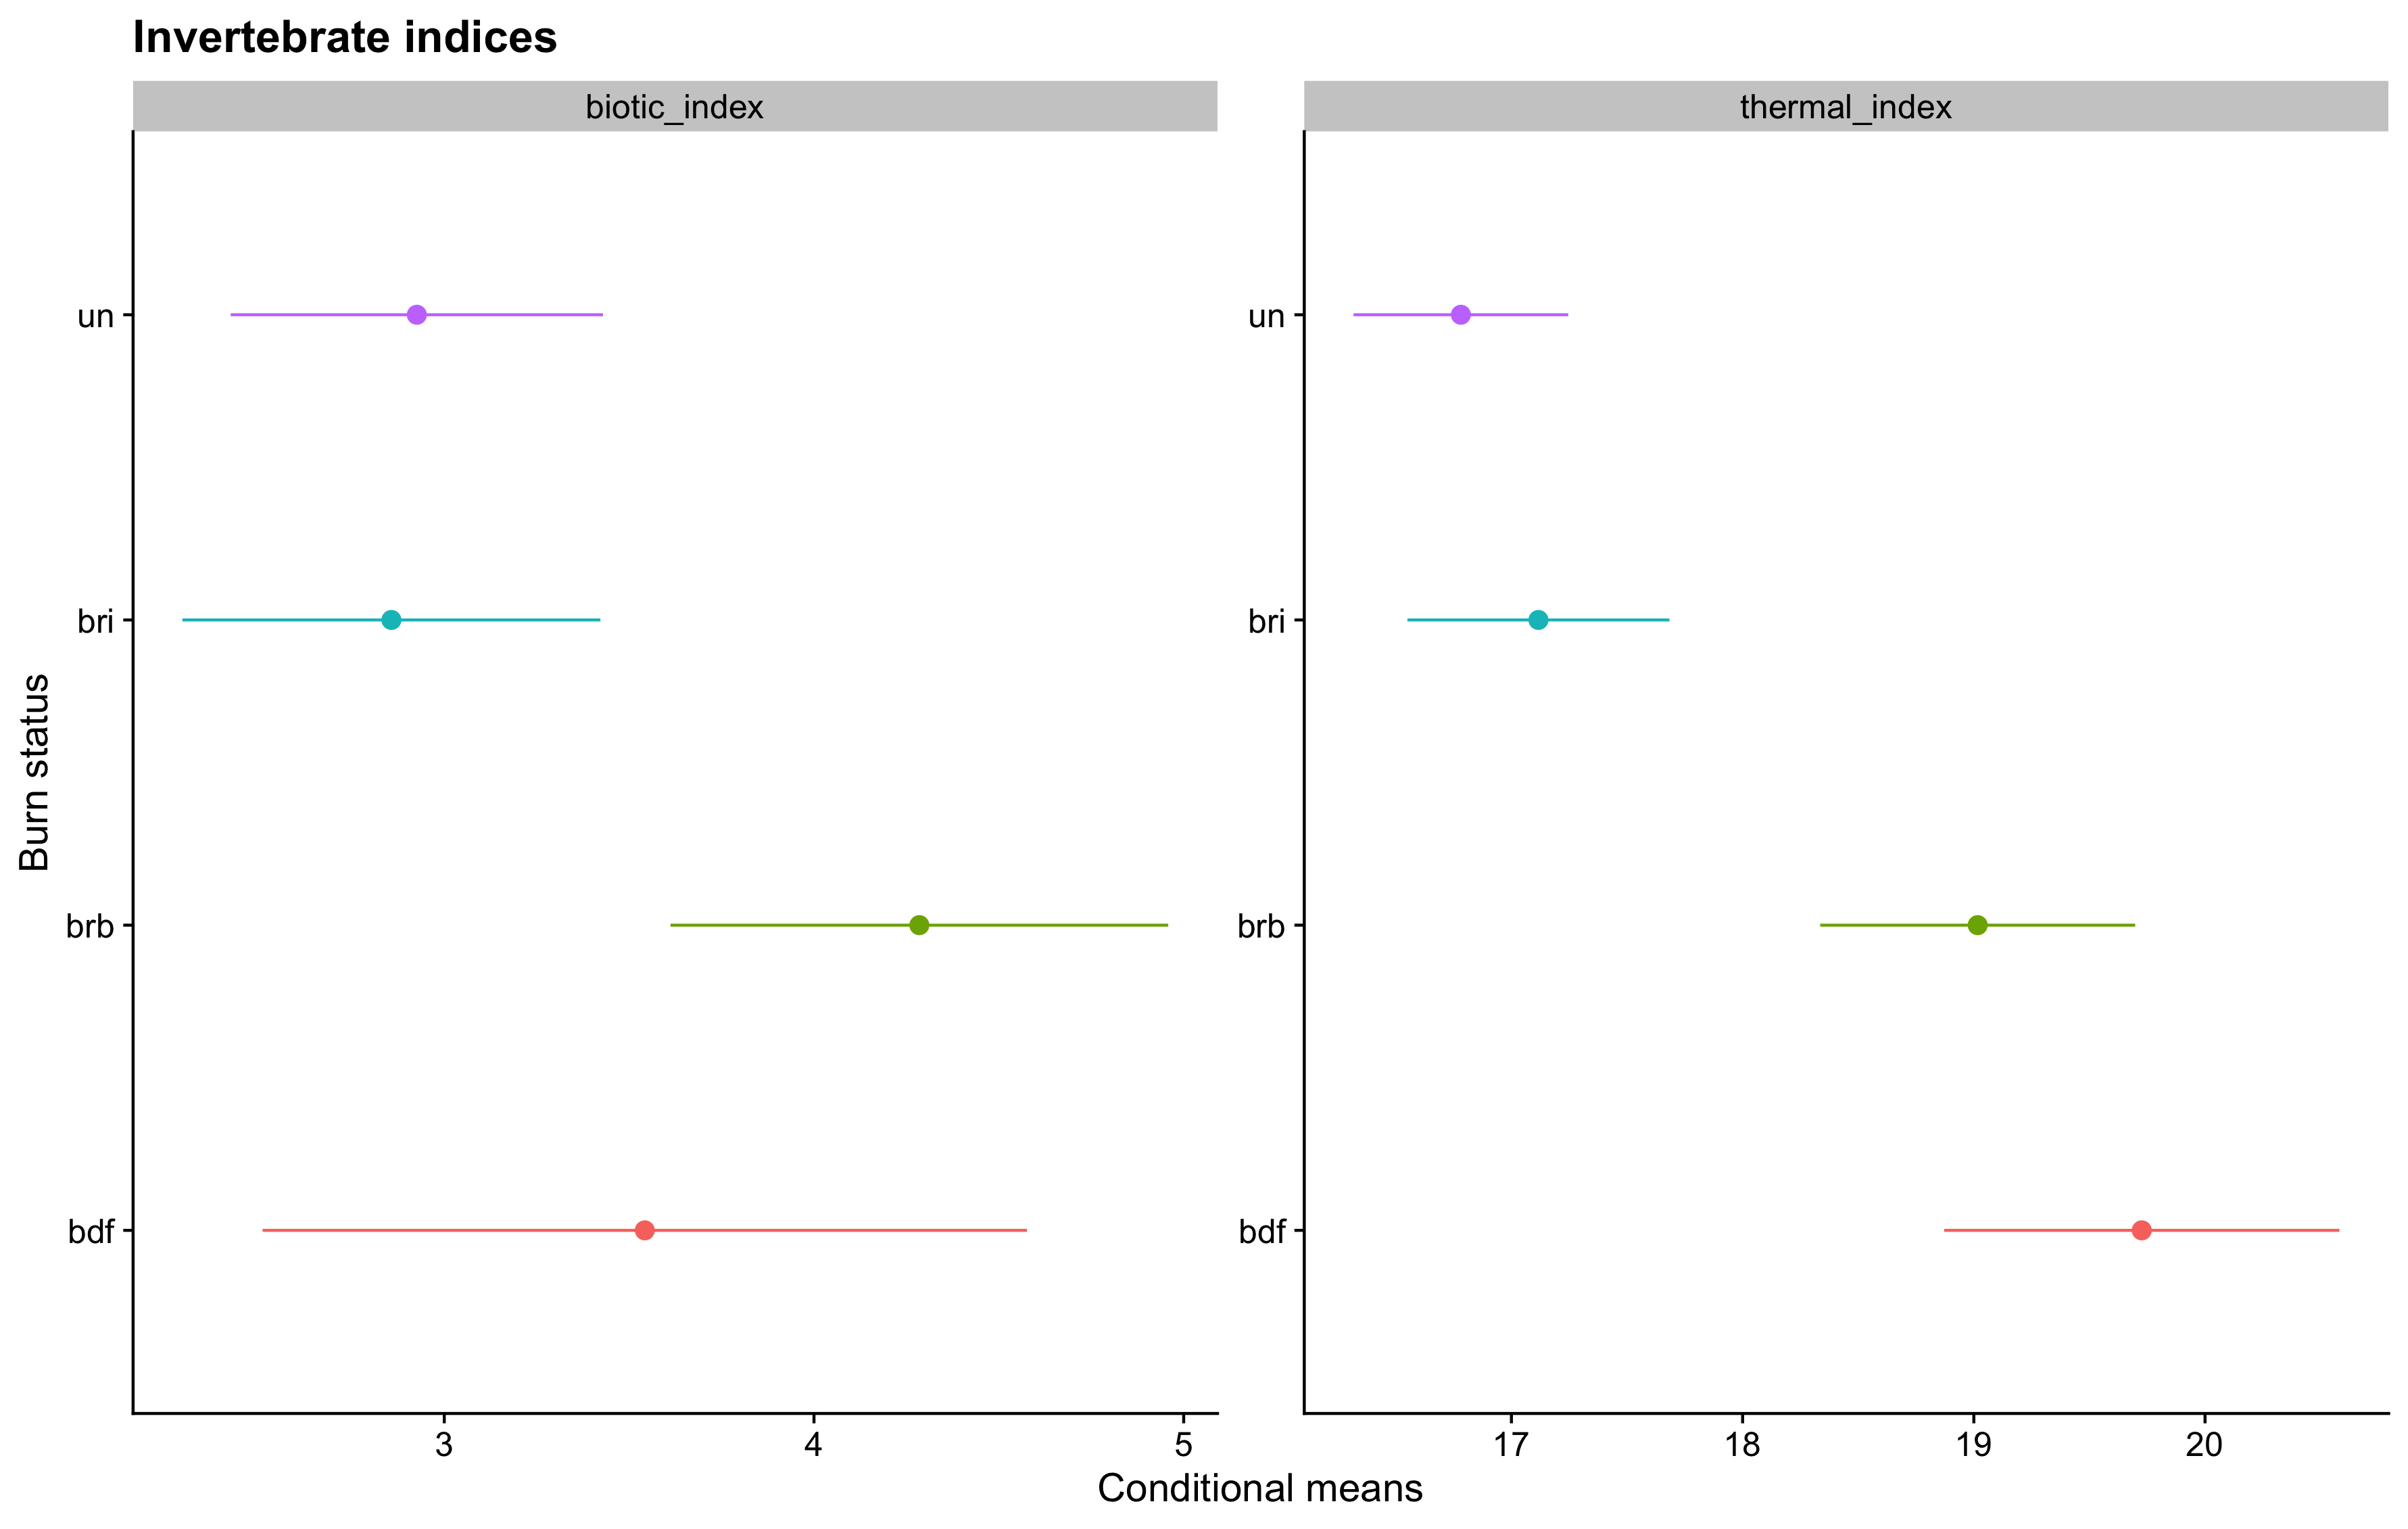 Invertebrate indices
biotic_index
thermal_index
Burn status
un
bri
brb
bdf
un
bri
brb
bdf
3 4 5
17 18 19 20
Conditional means